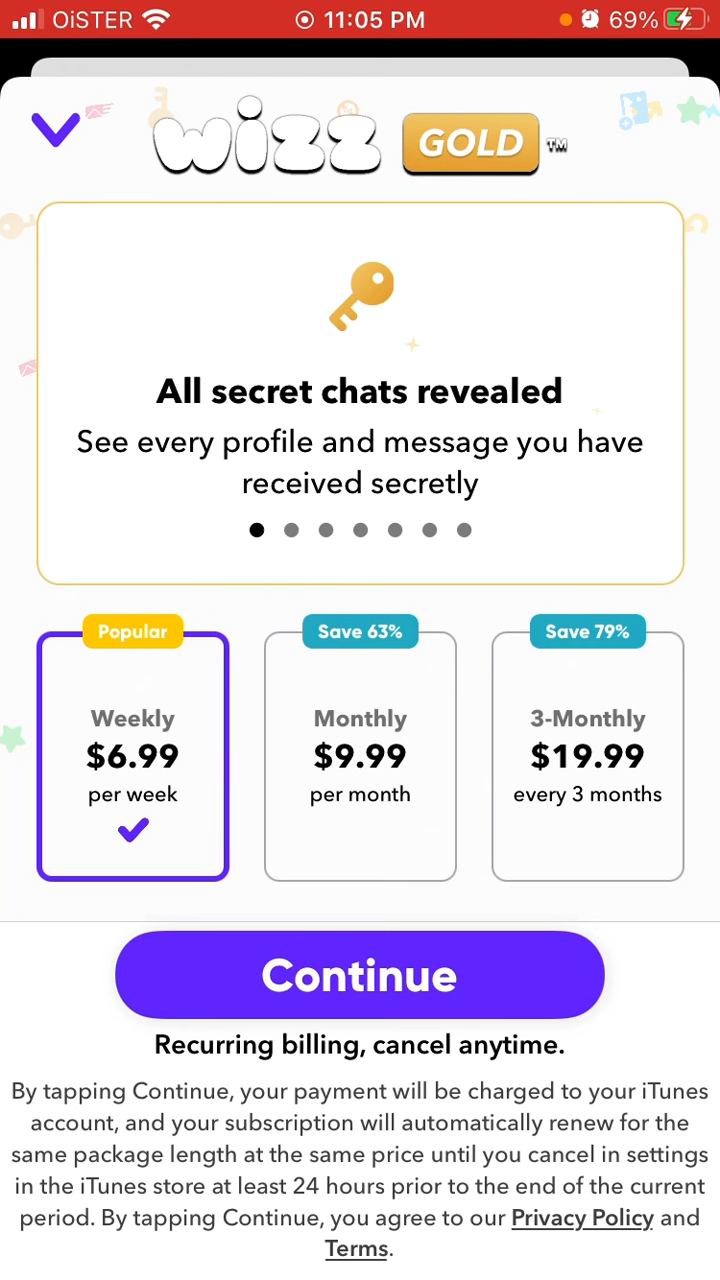 OiSTER 11:05 PM 69%
wizz GOLD TM
All secret chats revealed
See every profile and message you have
received secretly
Popular Save 63% Save 79%
Weekly Monthly 3-Monthly
$6.99 $9.99 $19.99
per week per month every 3 months
Continue
Recurring billing, cancel anytime.
By tapping Continue, your payment will be charged to your iTunes
account, and your subscription will automatically renew for the
same package length at the same price until you cancel in settings
in the iTunes store at least 24 hours prior to the end of the current
period. By tapping Continue, you agree to our Privacy Policy and
Terms.